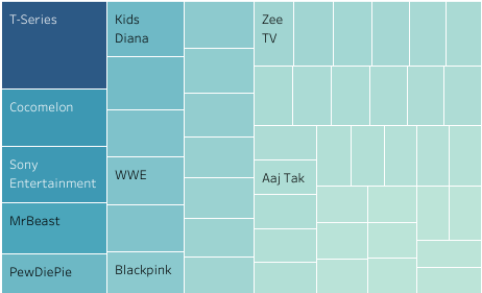 T-Series
Cocomelon
Sony
Entertainment
MrBeast
PewDiePie
Kids
Diana
WWE
Blackpink
Zee
TV
Aaj Tak